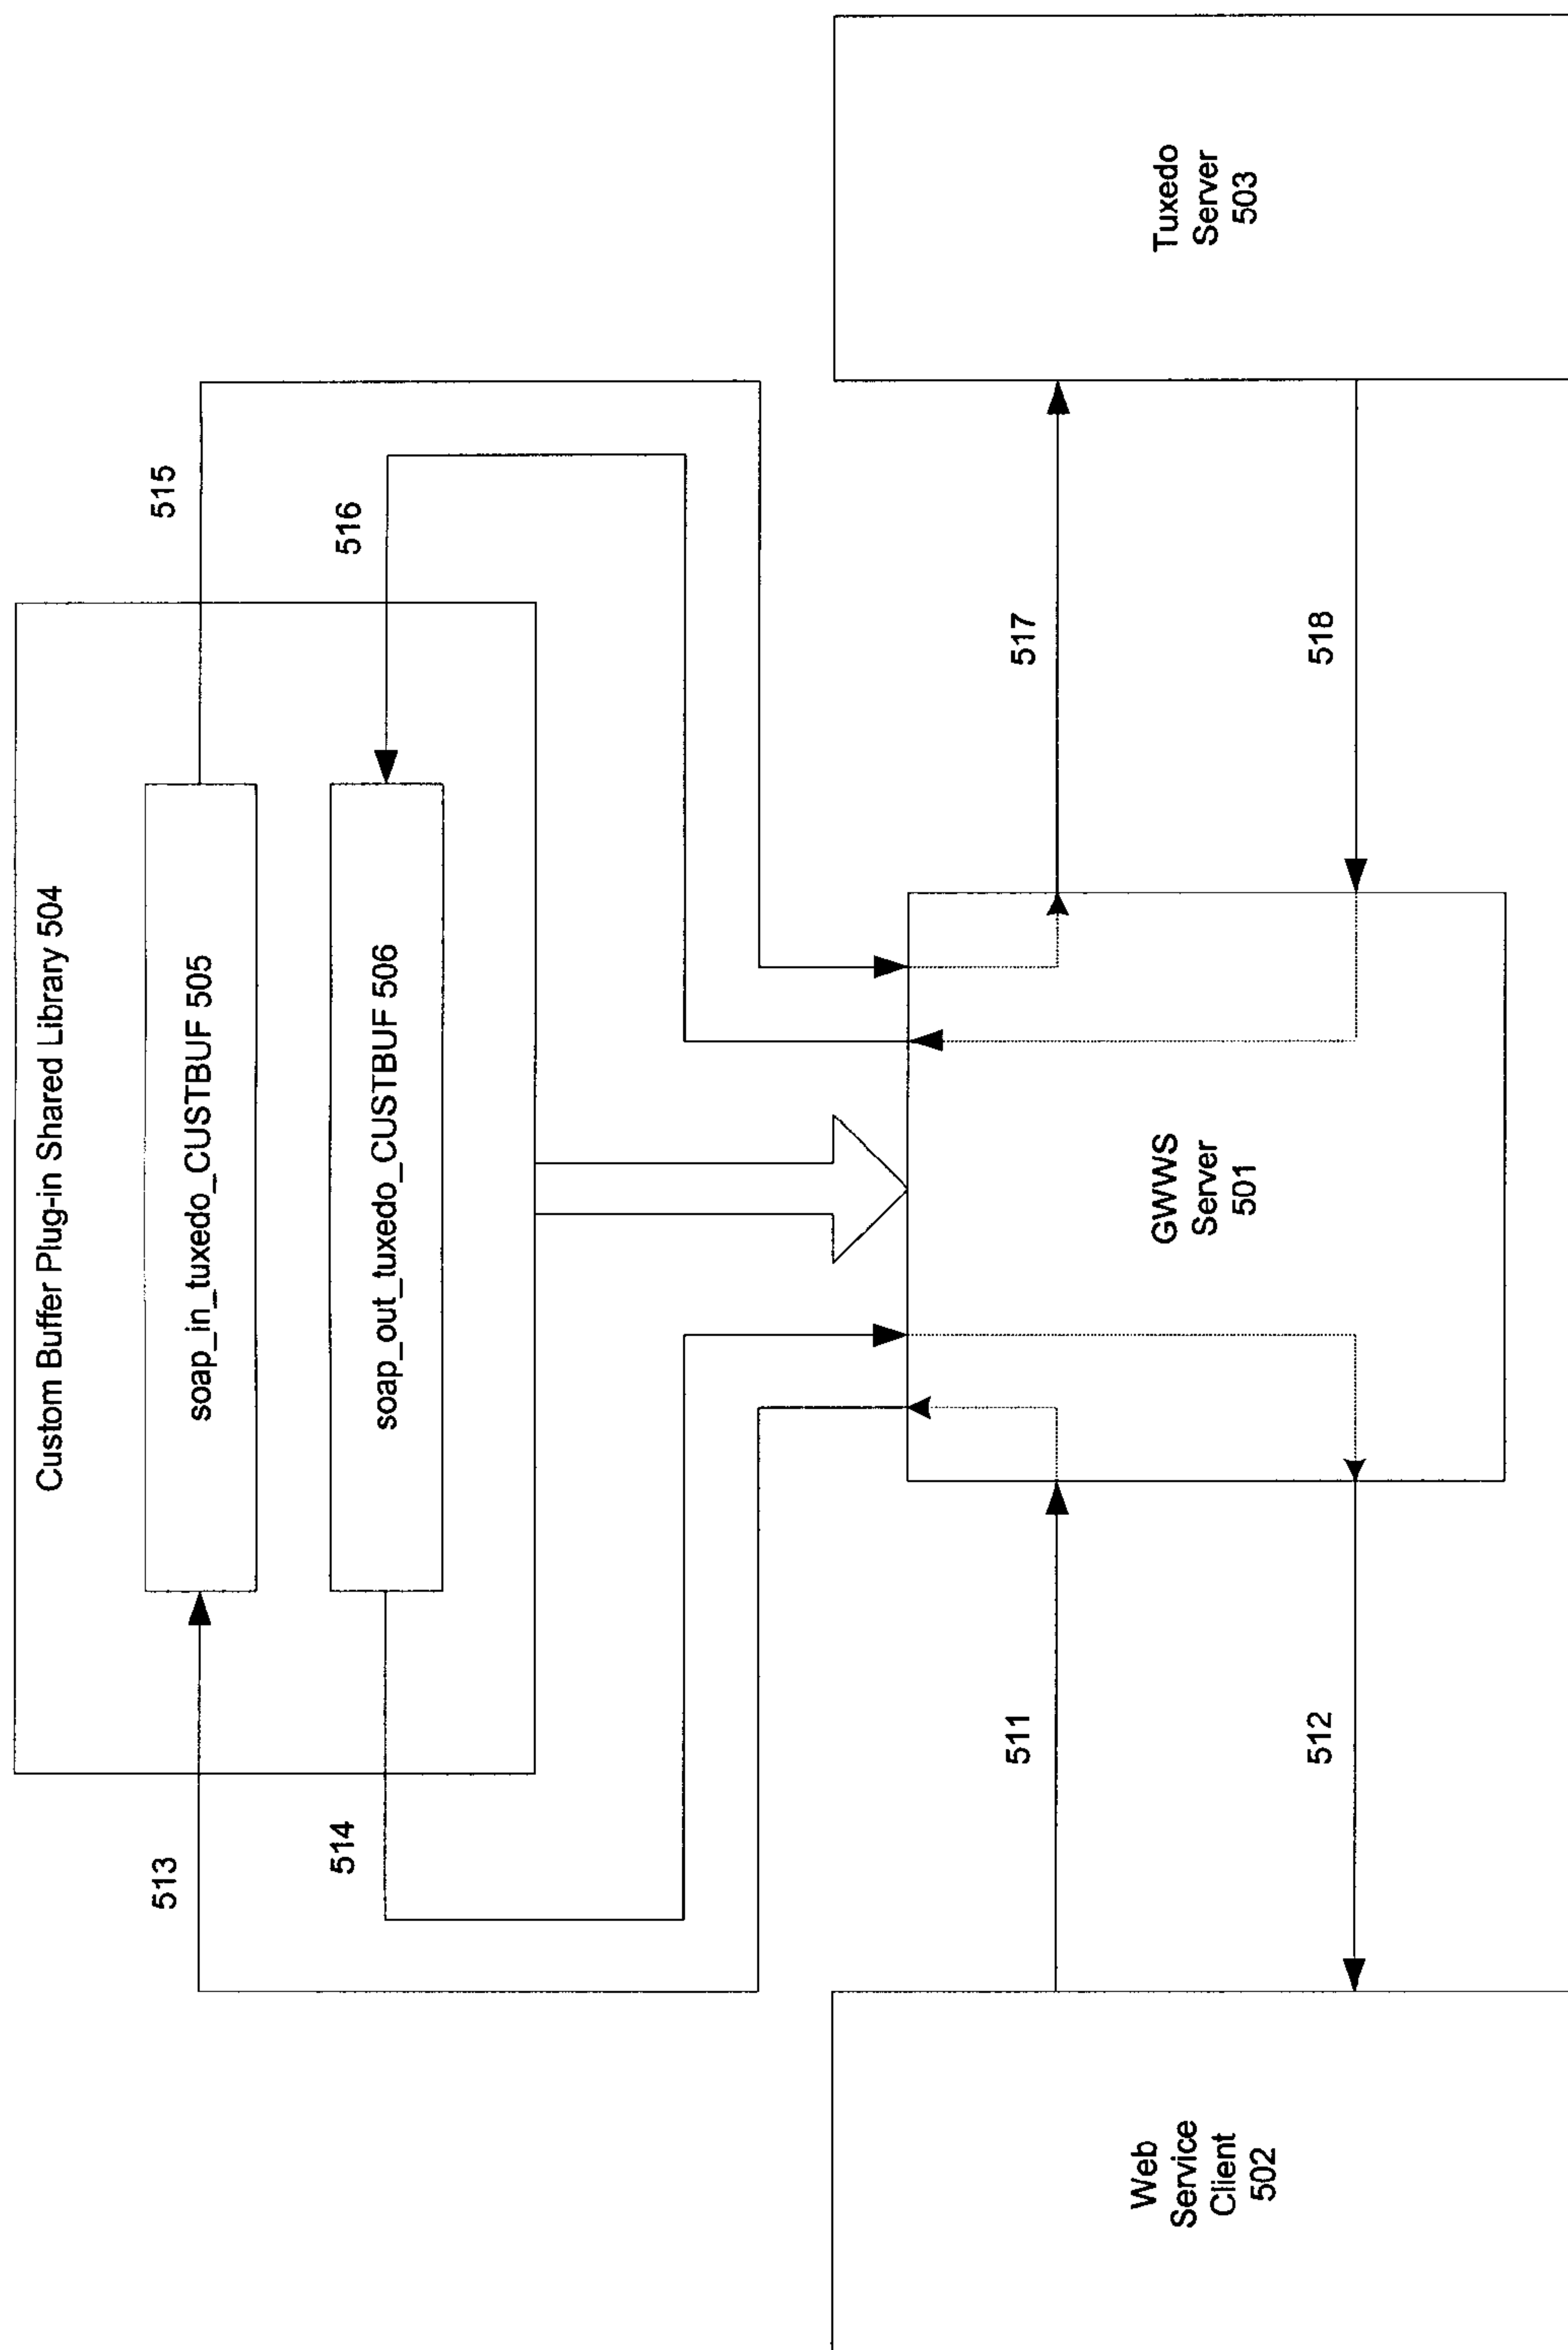 Custom Buffer Plug-in Shared Library 504
soap_in_tuxedo_CUSTBUF 505
soap_out_tuxedo_CUSTBUF 506
513
514
515
516
Web
Service
Client
502
511
512
GWWS
Server
501
517
518
Tuxedo
Server
503